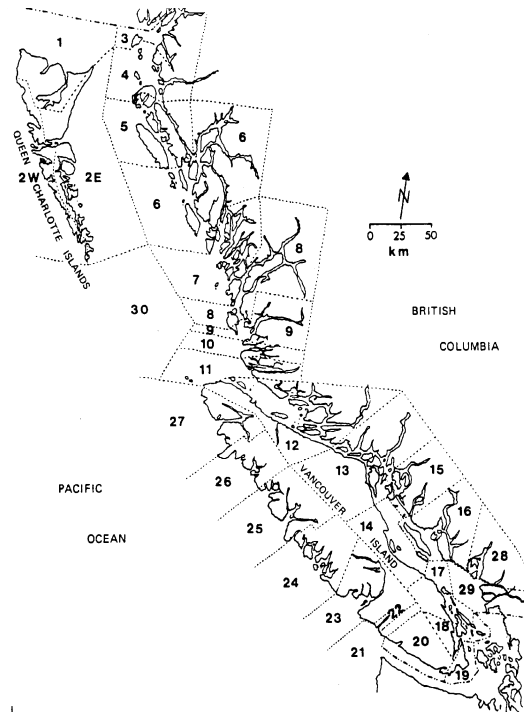 1
3
4
5
6
2W
2E
QUEEN CHARLOTTE ISLANDS
6
N
0 25 50
km
8
7
30
8
9
9
10
11
BRITISH
COLUMBIA
27
12
13
15
26
VANCOUVER ISLAND
16
PACIFIC
OCEAN
14
25
28
17
29
24
23
22
18
20
21
19